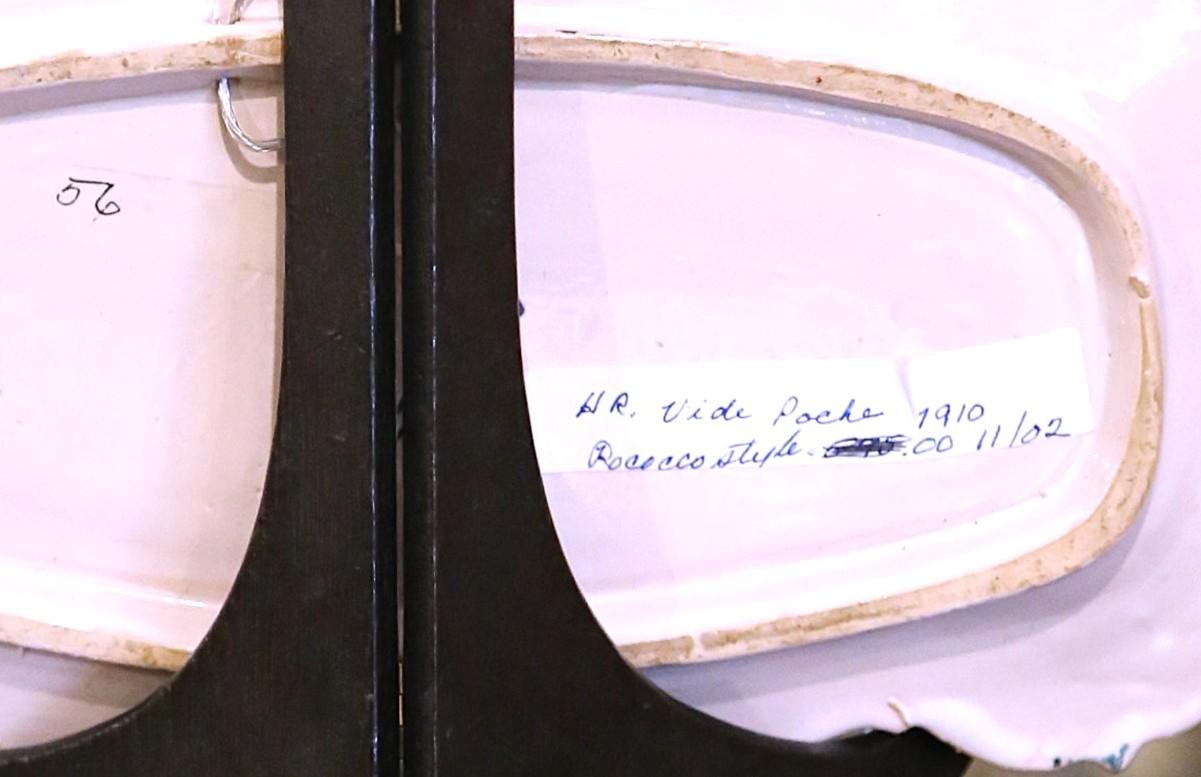 56
HR. Vide Poche 1910
Rococco style. .00 11/02